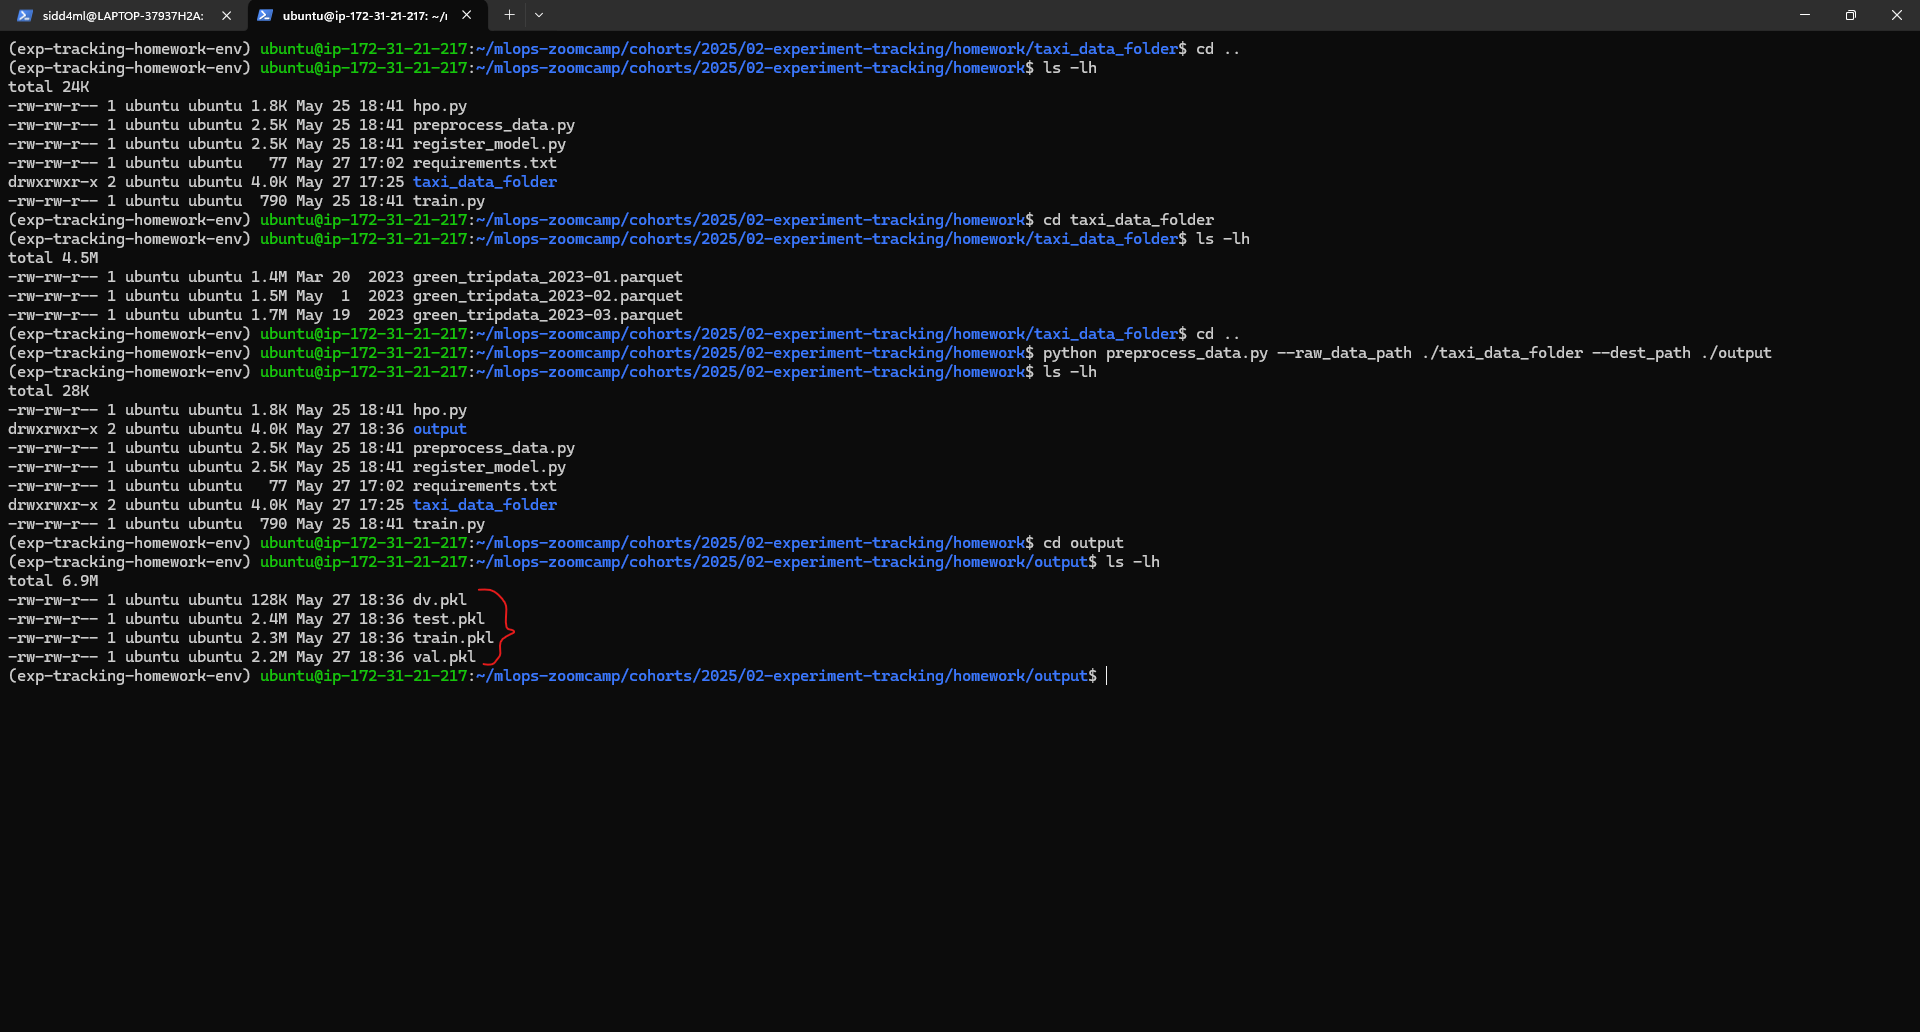 sidd4ml@LAPTOP-37937H2A:
ubuntu@ip-172-31-21-217: ~/
(exp-tracking-homework-env) ubuntu@ip-172-31-21-217:~/mlops-zoomcamp/cohorts/2025/02-experiment-tracking/homework/taxi_data_folder$ cd ..
(exp-tracking-homework-env) ubuntu@ip-172-31-21-217:~/mlops-zoomcamp/cohorts/2025/02-experiment-tracking/homework$ ls -lh
total 24K
-rw-rw-r-- 1 ubuntu ubuntu 1.8K May 25 18:41 hpo.py
-rw-rw-r-- 1 ubuntu ubuntu 2.5K May 25 18:41 preprocess_data.py
-rw-rw-r-- 1 ubuntu ubuntu 2.5K May 25 18:41 register_model.py
-rw-rw-r-- 1 ubuntu ubuntu   77 May 27 17:02 requirements.txt
drwxrwxr-x 2 ubuntu ubuntu 4.0K May 27 17:25 taxi_data_folder
-rw-rw-r-- 1 ubuntu ubuntu  790 May 25 18:41 train.py
(exp-tracking-homework-env) ubuntu@ip-172-31-21-217:~/mlops-zoomcamp/cohorts/2025/02-experiment-tracking/homework$ cd taxi_data_folder
(exp-tracking-homework-env) ubuntu@ip-172-31-21-217:~/mlops-zoomcamp/cohorts/2025/02-experiment-tracking/homework/taxi_data_folder$ ls -lh
total 4.5M
-rw-rw-r-- 1 ubuntu ubuntu 1.4M Mar 20  2023 green_tripdata_2023-01.parquet
-rw-rw-r-- 1 ubuntu ubuntu 1.5M May  1  2023 green_tripdata_2023-02.parquet
-rw-rw-r-- 1 ubuntu ubuntu 1.7M May 19  2023 green_tripdata_2023-03.parquet
(exp-tracking-homework-env) ubuntu@ip-172-31-21-217:~/mlops-zoomcamp/cohorts/2025/02-experiment-tracking/homework/taxi_data_folder$ cd ..
(exp-tracking-homework-env) ubuntu@ip-172-31-21-217:~/mlops-zoomcamp/cohorts/2025/02-experiment-tracking/homework$ python preprocess_data.py --raw_data_path ./taxi_data_folder --dest_path ./output
(exp-tracking-homework-env) ubuntu@ip-172-31-21-217:~/mlops-zoomcamp/cohorts/2025/02-experiment-tracking/homework$ ls -lh
total 28K
-rw-rw-r-- 1 ubuntu ubuntu 1.8K May 25 18:41 hpo.py
drwxrwxr-x 2 ubuntu ubuntu 4.0K May 27 18:36 output
-rw-rw-r-- 1 ubuntu ubuntu 2.5K May 25 18:41 preprocess_data.py
-rw-rw-r-- 1 ubuntu ubuntu 2.5K May 25 18:41 register_model.py
-rw-rw-r-- 1 ubuntu ubuntu   77 May 27 17:02 requirements.txt
drwxrwxr-x 2 ubuntu ubuntu 4.0K May 27 17:25 taxi_data_folder
-rw-rw-r-- 1 ubuntu ubuntu  790 May 25 18:41 train.py
(exp-tracking-homework-env) ubuntu@ip-172-31-21-217:~/mlops-zoomcamp/cohorts/2025/02-experiment-tracking/homework$ cd output
(exp-tracking-homework-env) ubuntu@ip-172-31-21-217:~/mlops-zoomcamp/cohorts/2025/02-experiment-tracking/homework/output$ ls -lh
total 6.9M
-rw-rw-r-- 1 ubuntu ubuntu 128K May 27 18:36 dv.pkl
-rw-rw-r-- 1 ubuntu ubuntu 2.4M May 27 18:36 test.pkl
-rw-rw-r-- 1 ubuntu ubuntu 2.3M May 27 18:36 train.pkl
-rw-rw-r-- 1 ubuntu ubuntu 2.2M May 27 18:36 val.pkl
(exp-tracking-homework-env) ubuntu@ip-172-31-21-217:~/mlops-zoomcamp/cohorts/2025/02-experiment-tracking/homework/output$